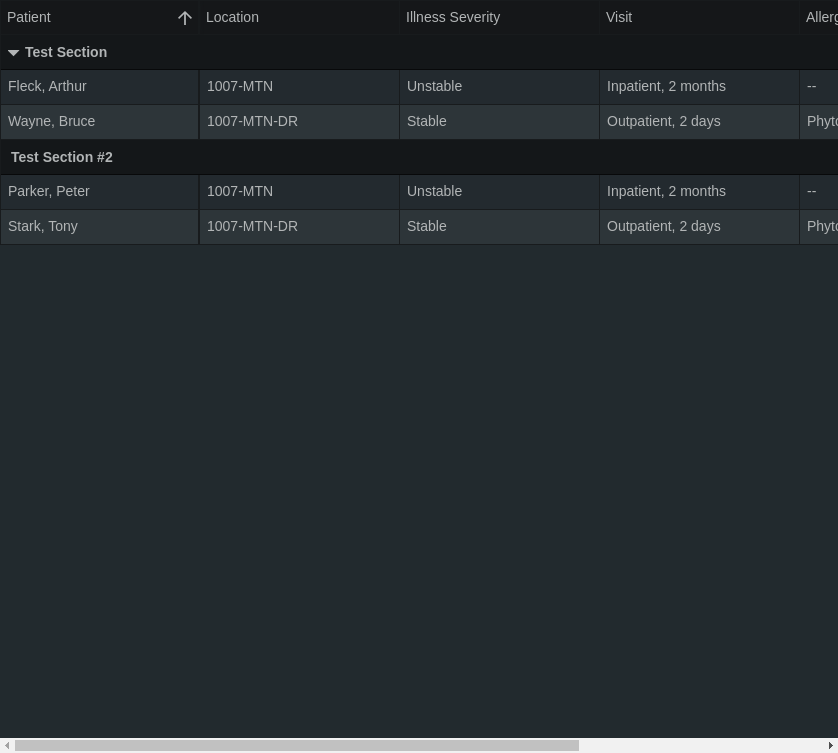 Patient Location Illness Severity Visit Allerg
Test Section
Fleck, Arthur 1007-MTN Unstable Inpatient, 2 months --
Wayne, Bruce 1007-MTN-DR Stable Outpatient, 2 days Phyto
Test Section #2
Parker, Peter 1007-MTN Unstable Inpatient, 2 months --
Stark, Tony 1007-MTN-DR Stable Outpatient, 2 days Phyto